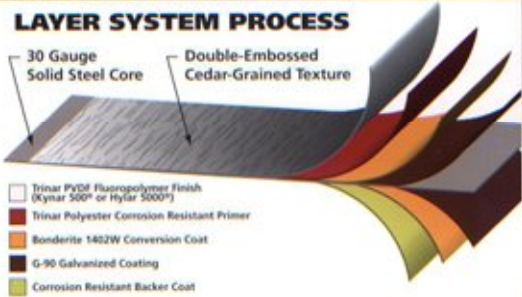 LAYER SYSTEM PROCESS
30 Gauge
Solid Steel Core
Double-Embossed
Cedar-Grained Texture
Trinar PVDF Fluoropolymer Finish
(Kynar 500® or Hylar 5000®)
Trinar Polyester Corrosion Resistant Primer
Bonderite 1402W Conversion Coat
G-90 Galvanized Coating
Corrosion Resistant Backer Coat